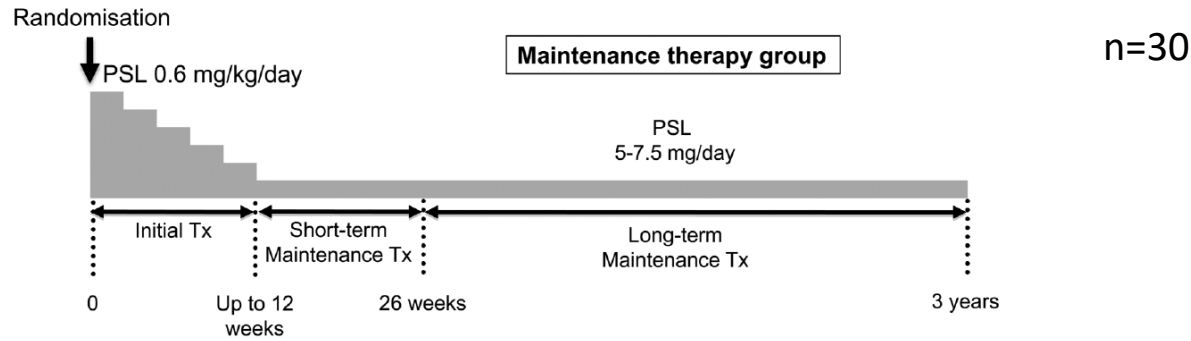 Randomisation
n=30
Maintenance therapy group
PSL 0.6 mg/kg/day
PSL
5-7.5 mg/day
Initial Tx
Short-term
Maintenance Tx
Long-term
Maintenance Tx
0
Up to 12
weeks
26 weeks
3 years